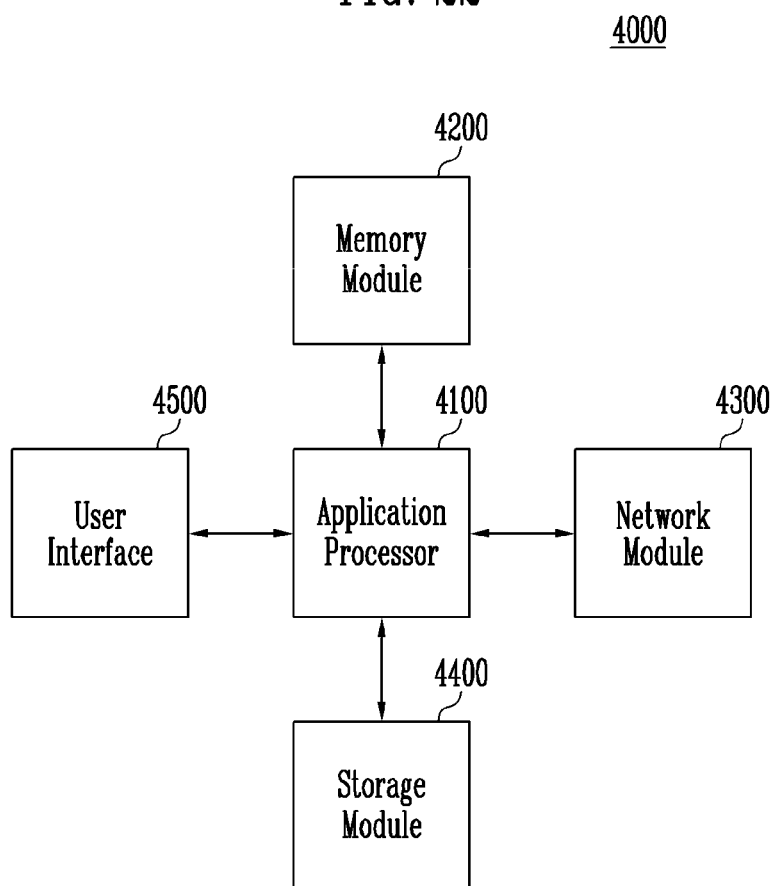 4000
4200
Memory
Module
4500
4100
4300
User
Interface
Application
Processor
Network
Module
4400
Storage
Module